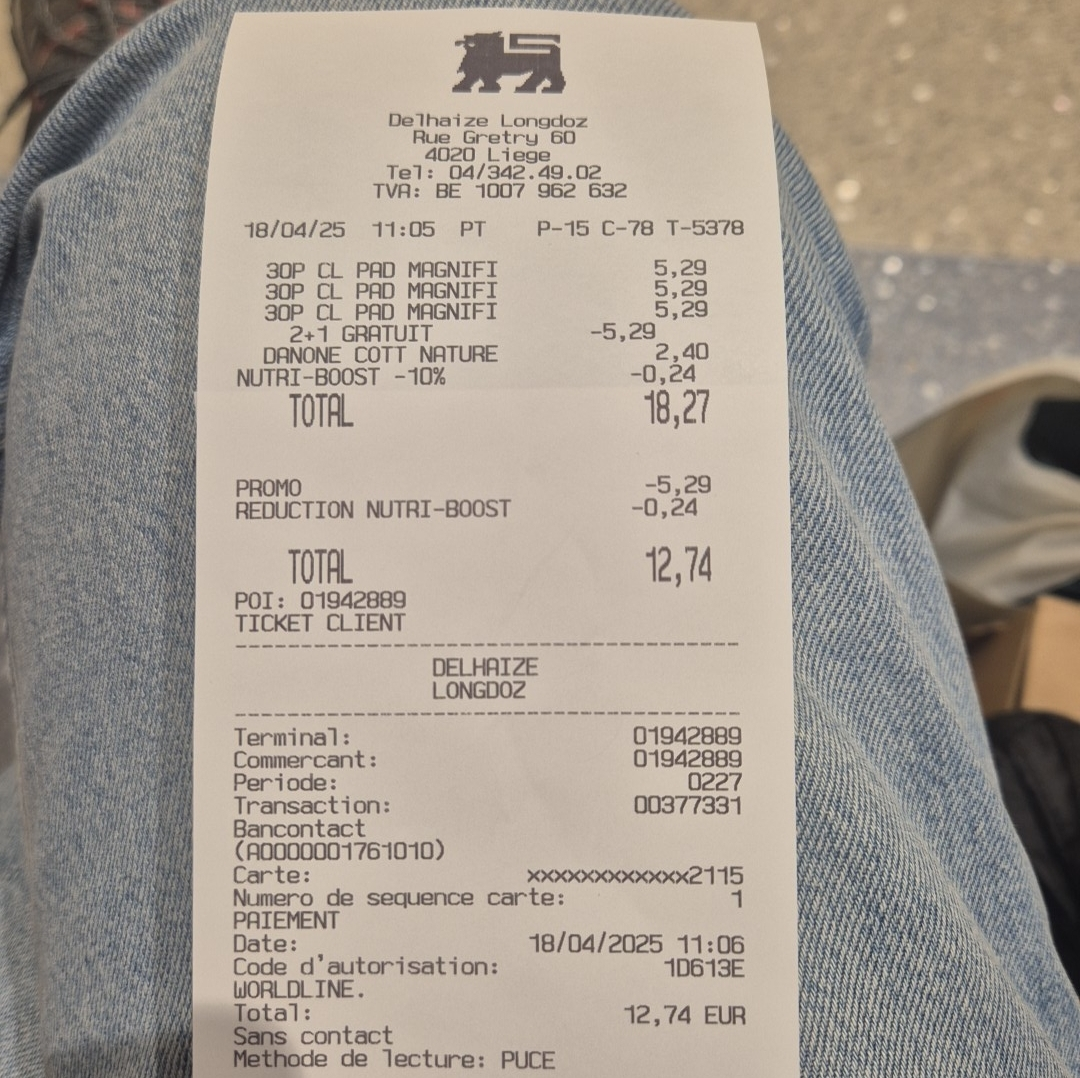 Delhaize Longdoz
Rue Gretry 60
4020 Liege
Tel: 04/342.49.02
TVA: BE 1007 962 632
18/04/25 11:05 PT P-15 C-78 T-5378
30P CL PAD MAGNIFI 5,29
30P CL PAD MAGNIFI 5,29
30P CL PAD MAGNIFI 5,29
2+1 GRATUIT -5,29
DANONE COTT NATURE 2,40
NUTRI-BOOST -10% -0,24
TOTAL 18,27
PROMO -5,29
REDUCTION NUTRI-BOOST -0,24
TOTAL 12,74
POI: 01942889
TICKET CLIENT
DELHAIZE
LONGDOZ
Terminal: 01942889
Commercant: 01942889
Periode: 0227
Transaction: 00377331
Bancontact
(A0000001761010)
Carte: xxxxxxxxxxxxx2115
Numero de sequence carte: 1
PAIEMENT
Date: 18/04/2025 11:06
Code d'autorisation: 1D613E
WORLDLINE.
Total: 12,74 EUR
Sans contact
Methode de lecture: PUCE